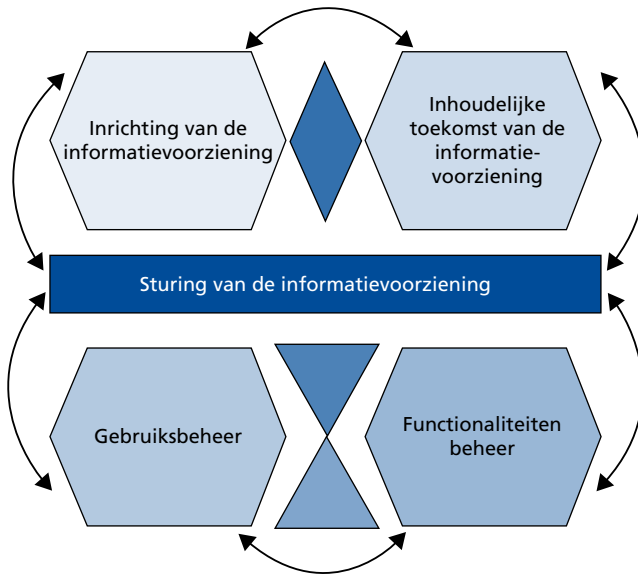 Inrichting van de
informatievoorziening
Inhoudelijke
toekomst van de
informatie-
voorziening
Sturing van de informatievoorziening
Gebruiksbeheer
Functionaliteiten
beheer